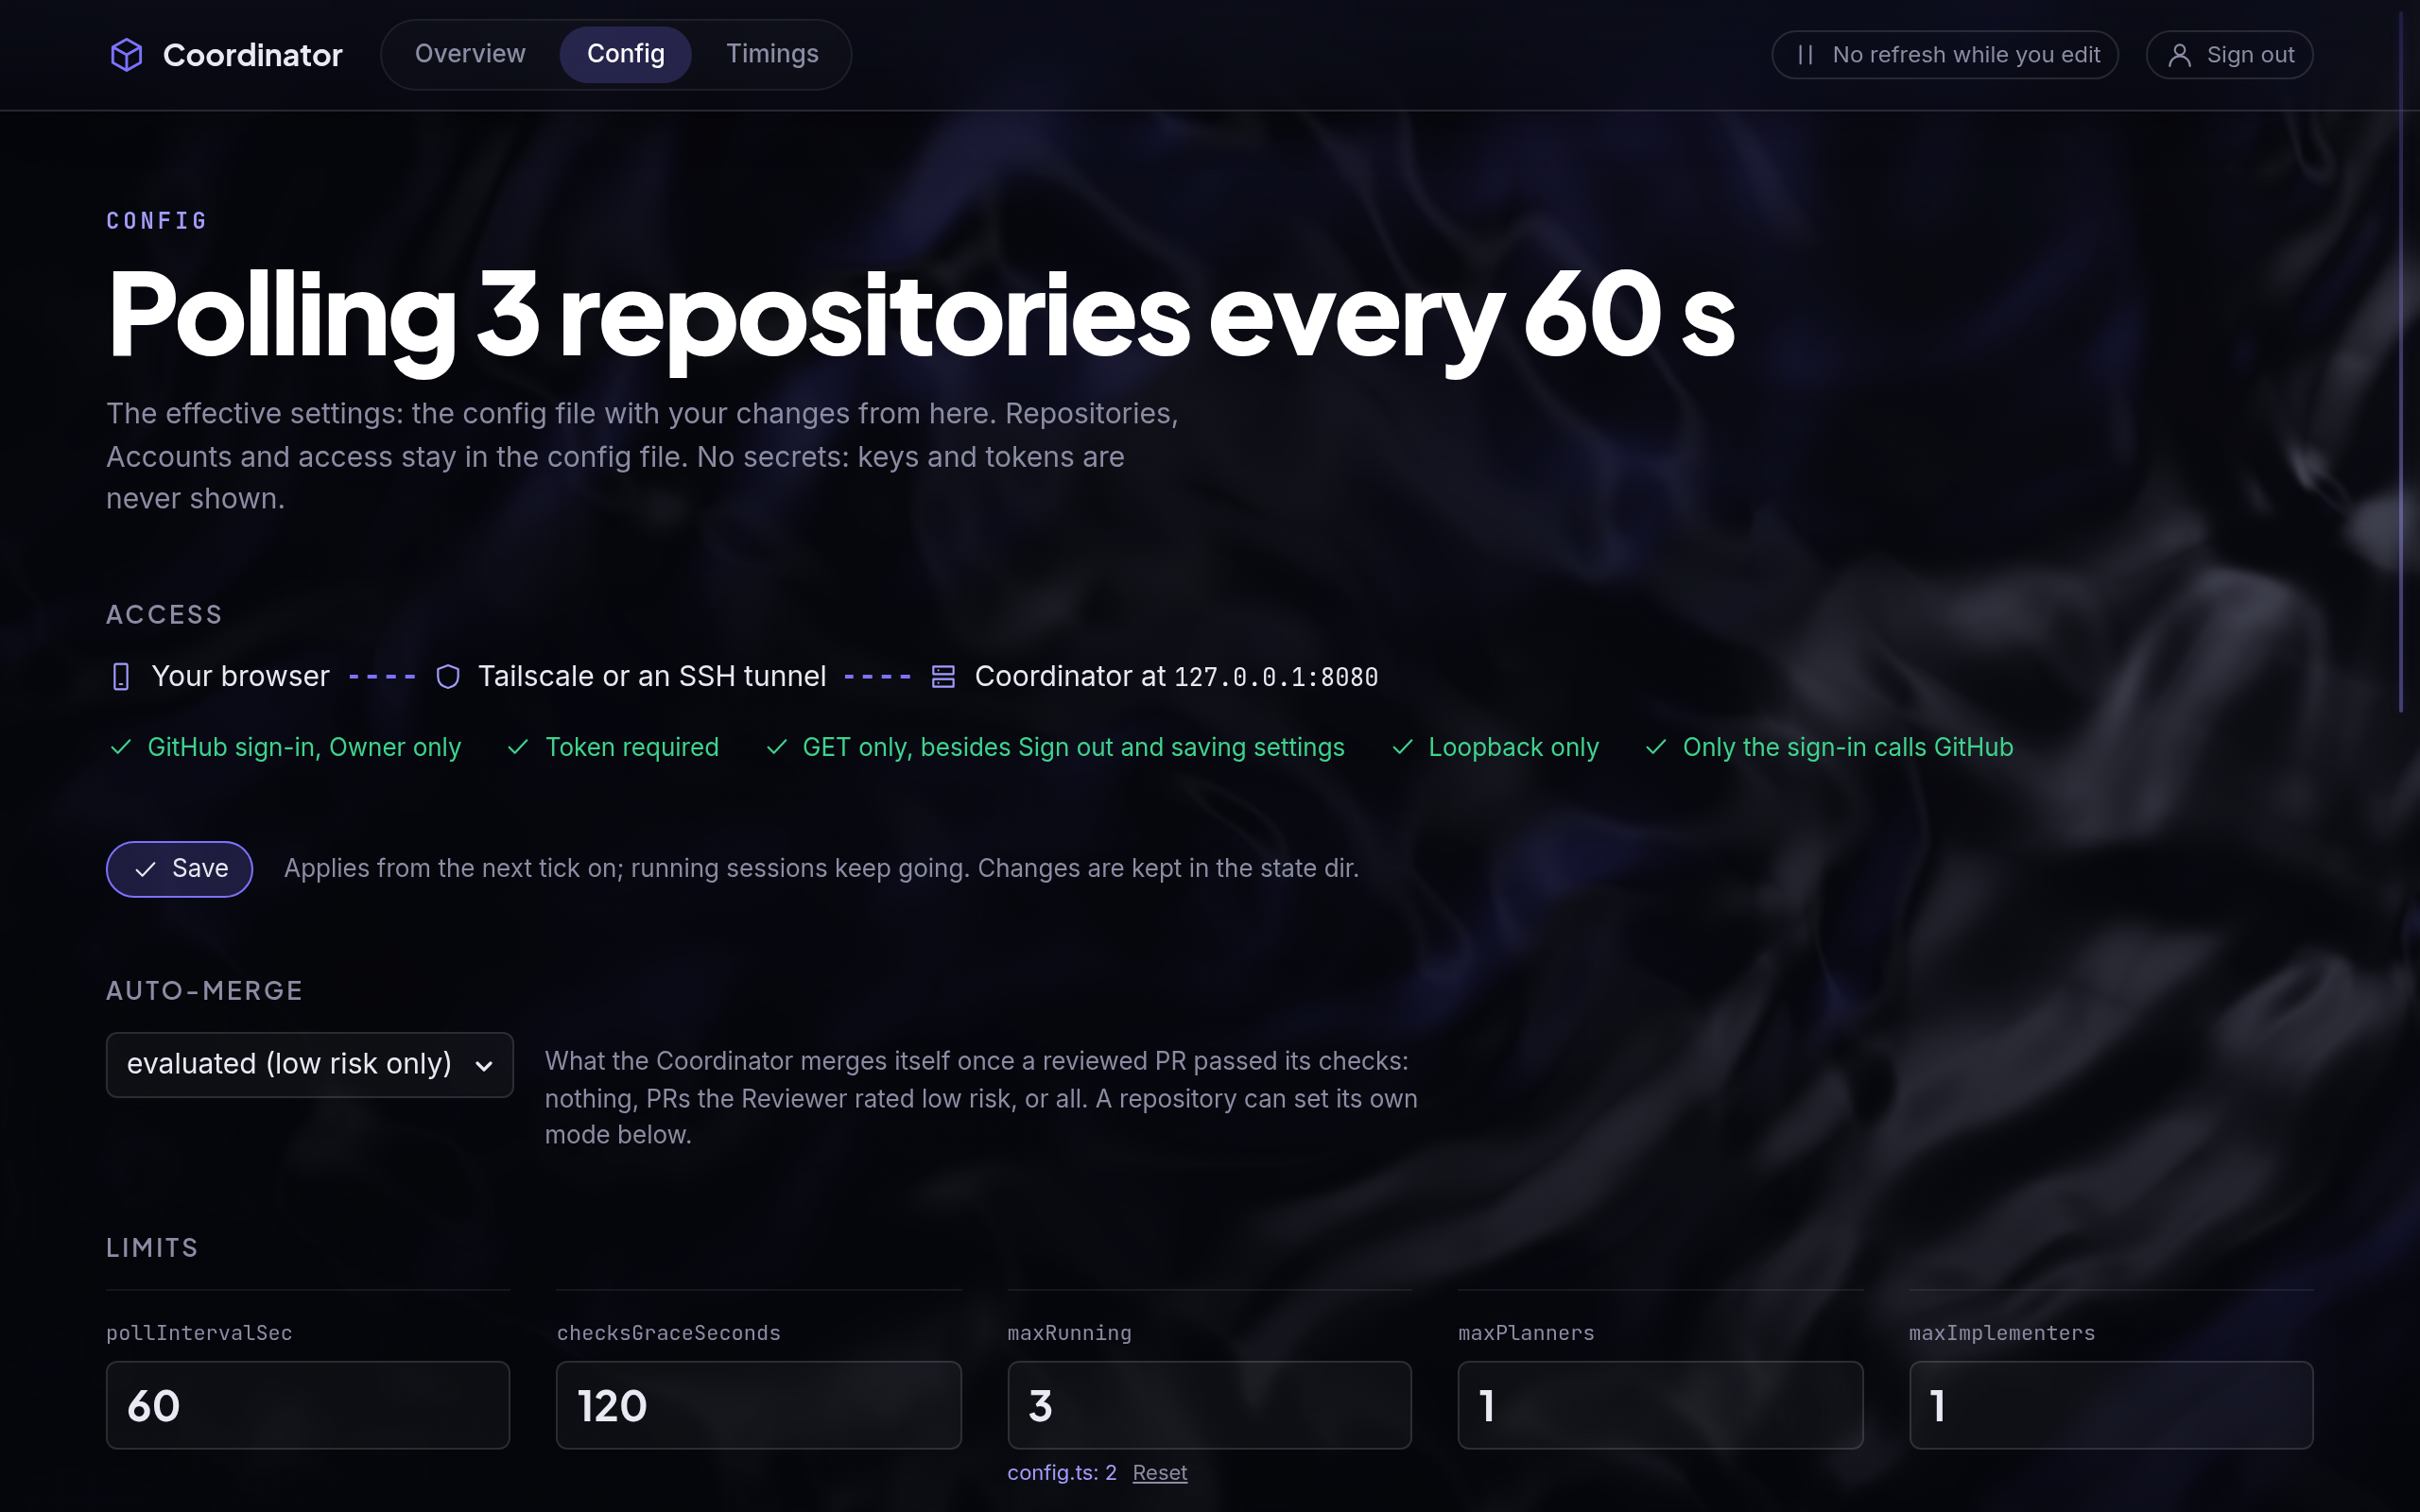 Coordinator
Overview
Config
Timings
No refresh while you edit
Sign out
CONFIG
Polling 3 repositories every 60 s
The effective settings: the config file with your changes from here. Repositories,
Accounts and access stay in the config file. No secrets: keys and tokens are
never shown.
ACCESS
Your browser
Tailscale or an SSH tunnel
Coordinator at 127.0.0.1:8080
GitHub sign-in, Owner only
Token required
GET only, besides Sign out and saving settings
Loopback only
Only the sign-in calls GitHub
Save
Applies from the next tick on; running sessions keep going. Changes are kept in the state dir.
AUTO-MERGE
evaluated (low risk only)
What the Coordinator merges itself once a reviewed PR passed its checks:
nothing, PRs the Reviewer rated low risk, or all. A repository can set its own
mode below.
LIMITS
pollIntervalSec
60
checksGraceSeconds
120
maxRunning
3
config.ts: 2 Reset
maxPlanners
1
maxImplementers
1